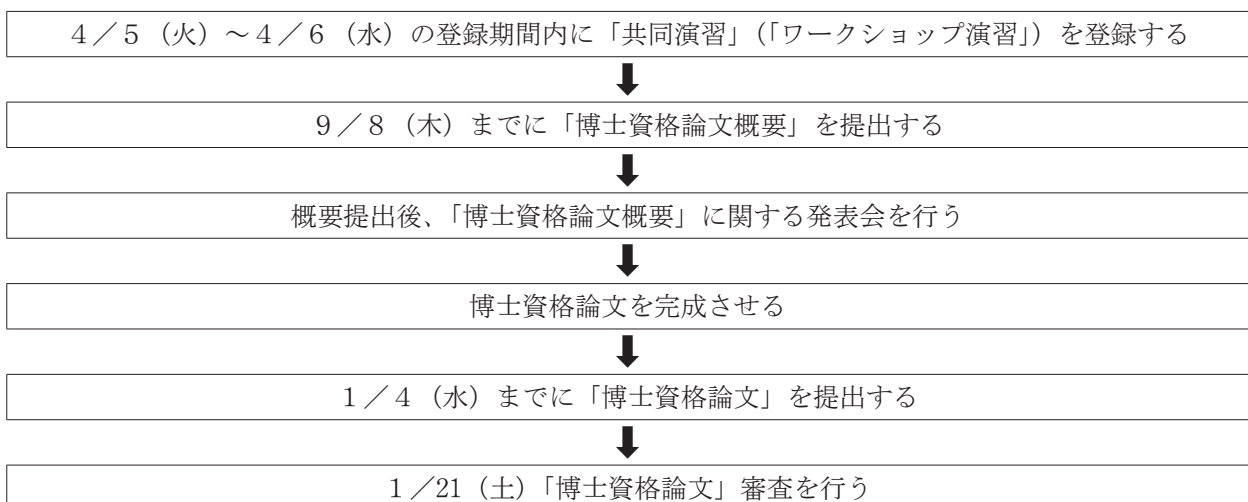 4/5（火）～4/6（水）の登録期間内に「共同演習」（「ワークショップ演習」）を登録する
9/8（木）までに「博士資格論文概要」を提出する
概要提出後、「博士資格論文概要」に関する発表会を行う
博士資格論文を完成させる
1/4（水）までに「博士資格論文」を提出する
1/21（土）「博士資格論文」審査を行う